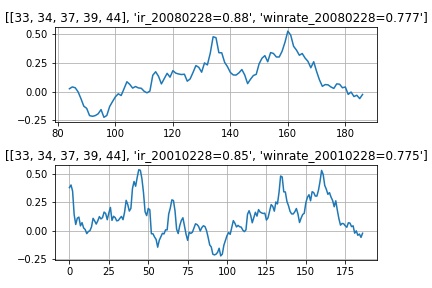 [[33, 34, 37, 39, 44], 'ir_20080228=0.88', 'winrate_20080228=0.777']
0.50
0.25
0.00
−0.25
80 100 120 140 160 180
[[33, 34, 37, 39, 44], 'ir_20010228=0.85', 'winrate_20010228=0.775']
0.50
0.25
0.00
−0.25
0 25 50 75 100 125 150 175